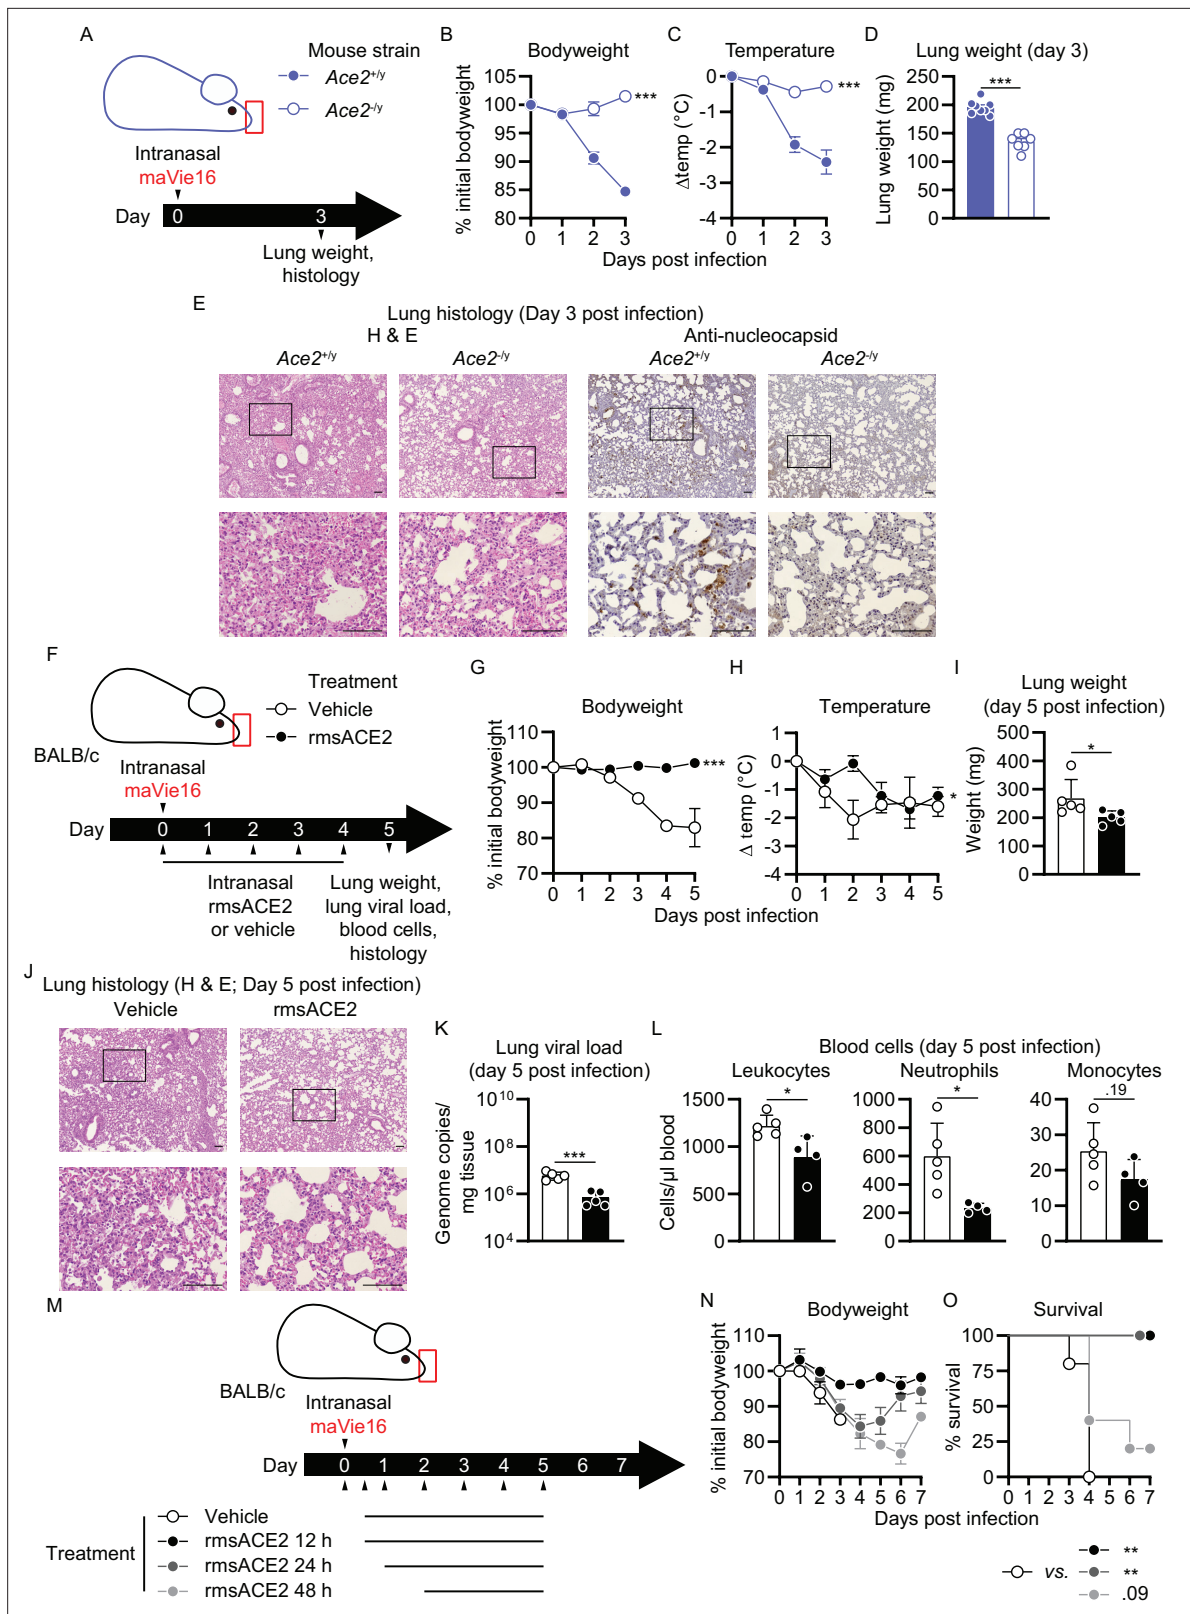 A
Mouse strain
Ace2+/y
Ace2-/y
Intranasal
maVie16
Day 0 3
Lung weight,
histology
B
Bodyweight
% initial bodyweight
105
100
95
90
85
80
0 1 2 3
***
C
Temperature
Δtemp (°C)
0
-1
-2
-3
-4
0 1 2 3
***
Days post infection
D
Lung weight (day 3)
Lung weight (mg)
250
200
150
100
50
0
***
E
Lung histology (Day 3 post infection)
H & E Anti-nucleocapsid
Ace2+/y Ace2-/y Ace2+/y Ace2-/y
F
Treatment
Vehicle
rmsACE2
BALB/c
Intranasal
maVie16
Day 0 1 2 3 4 5
Intranasal
rmsACE2
or vehicle
Lung weight,
lung viral load,
blood cells,
histology
G
Bodyweight
% initial bodyweight
110
100
90
80
70
0 1 2 3 4 5
***
H
Temperature
Δ temp (°C)
1
0
-1
-2
-3
-4
0 1 2 3 4 5
*
Days post infection
I
Lung weight
(day 5 post infection)
Weight (mg)
500
400
300
200
100
0
*
J
Lung histology (H & E; Day 5 post infection)
Vehicle rmsACE2
K
Lung viral load
(day 5 post infection)
Genome copies/
mg tissue
10^10
10^8
10^6
10^4
***
L
Blood cells (day 5 post infection)
Leukocytes
Cells/µl blood
1500
1000
500
0
*
Neutrophils
1000
800
600
400
200
0
*
Monocytes
40
30
20
10
0
.19
M
BALB/c
Intranasal
maVie16
Day 0 1 2 3 4 5 6 7
Treatment
Vehicle
rmsACE2 12 h
rmsACE2 24 h
rmsACE2 48 h
N
Bodyweight
% initial bodyweight
110
100
90
80
70
0 1 2 3 4 5 6 7
O
Survival
% survival
100
75
50
25
0
0 1 2 3 4 5 6 7
Days post infection
vs.
**
**
.09